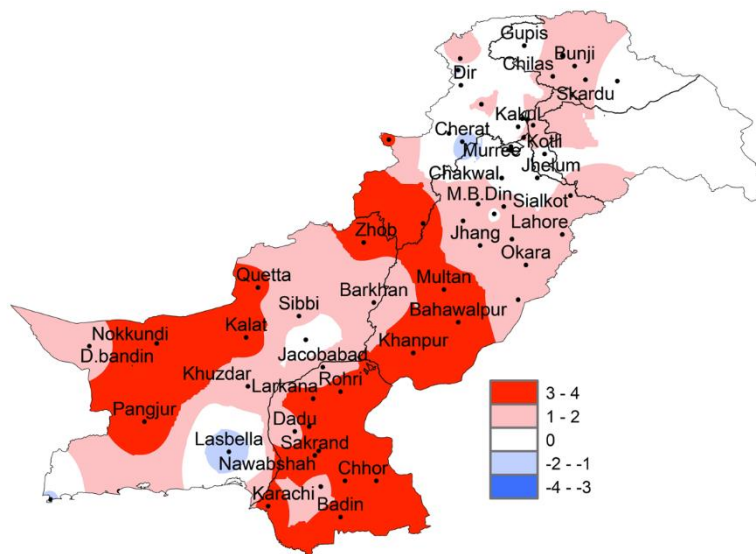 Gupis
Bunji
Chilas
Dir
Skardu
Kakul
Cherat
Kotli
Murree
Chakwal
Jhelum
M.B.Din
Sialkot
Zhob
Jhang
Lahore
Okara
Quetta
Multan
Sibbi
Barkhan
Bahawalpur
Nokkundi
Kalat
D.bandin
Jacobabad
Khanpur
Khuzdar
Larkana
Rohri
Pangjur
Dadu
Lasbella
Sakrand
Nawabshah
Chhor
Karachi
Badin
3 - 4
1 - 2
0
-2 - -1
-4 - -3